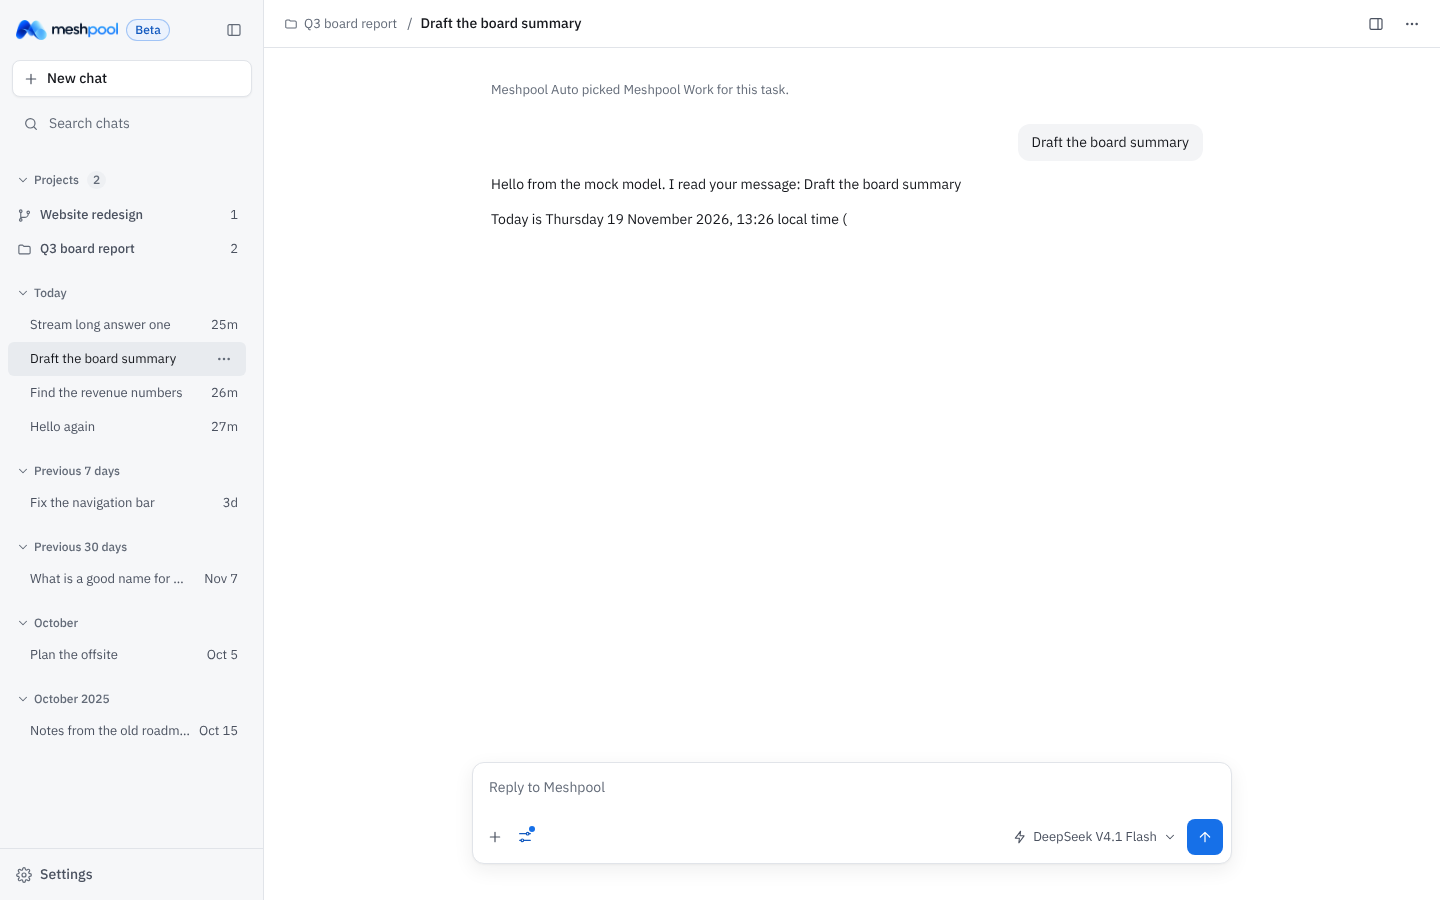 meshpool Beta
New chat
Search chats
Projects 2
Website redesign 1
Q3 board report 2
Today
Stream long answer one 25m
Draft the board summary
Find the revenue numbers 26m
Hello again 27m
Previous 7 days
Fix the navigation bar 3d
Previous 30 days
What is a good name for ... Nov 7
October
Plan the offsite Oct 5
October 2025
Notes from the old roadm... Oct 15
Settings
Q3 board report / Draft the board summary
Meshpool Auto picked Meshpool Work for this task.
Draft the board summary
Hello from the mock model. I read your message: Draft the board summary
Today is Thursday 19 November 2026, 13:26 local time (
Reply to Meshpool
DeepSeek V4.1 Flash